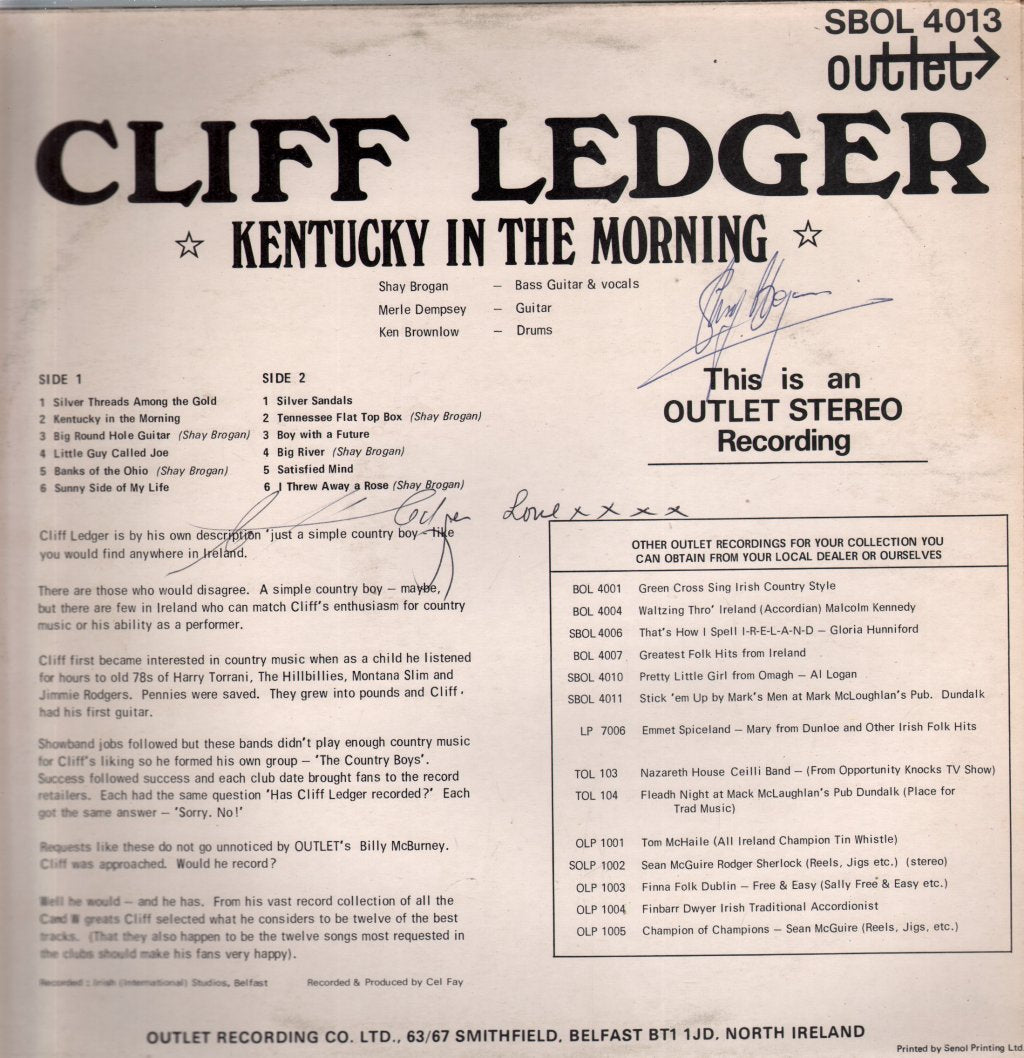 SBOL 4013
outlet
CLIFF LEDGER
☆ KENTUCKY IN THE MORNING ☆
Shay Brogan — Bass Guitar & vocals
Merle Dempsey — Guitar
Ken Brownlow — Drums
This is an
OUTLET STEREO
Recording
SIDE 1
1 Silver Threads Among the Gold
2 Kentucky in the Morning
3 Big Round Hole Guitar (Shay Brogan)
4 Little Guy Called Joe
5 Banks of the Ohio (Shay Brogan)
6 Sunny Side of My Life
SIDE 2
1 Silver Sandals
2 Tennessee Flat Top Box (Shay Brogan)
3 Boy with a Future
4 Big River (Shay Brogan)
5 Satisfied Mind
6 I Threw Away a Rose (Shay Brogan)
Love x x x x
Cliff Ledger is by his own description 'just a simple country boy – like
you would find anywhere in Ireland.
There are those who would disagree. A simple country boy – maybe,
but there are few in Ireland who can match Cliff's enthusiasm for country
music or his ability as a performer.
Cliff first became interested in country music when as a child he listened
for hours to old 78s of Harry Torrani, The Hillbillies, Montana Slim and
Jimmie Rodgers. Pennies were saved. They grew into pounds and Cliff
had his first guitar.
Showband jobs followed but these bands didn't play enough country music
for Cliff's liking so he formed his own group – 'The Country Boys'.
Success followed success and each club date brought fans to the record
retailers. Each had the same question 'Has Cliff Ledger recorded?' Each
got the same answer – 'Sorry. No!'
Requests like these do not go unnoticed by OUTLET's Billy McBurney.
Cliff was approached. Would he record?
Well he would – and he has. From his vast record collection of all the
C and W greats Cliff selected what he considers to be twelve of the best
tracks. (That they also happen to be the twelve songs most requested in
the clubs should make his fans very happy).
Recorded : Irish (International) Studios, Belfast Recorded & Produced by Cel Fay
OTHER OUTLET RECORDINGS FOR YOUR COLLECTION YOU
CAN OBTAIN FROM YOUR LOCAL DEALER OR OURSELVES
BOL 4001 Green Cross Sing Irish Country Style
BOL 4004 Waltzing Thro' Ireland (Accordian) Malcolm Kennedy
SBOL 4006 That's How I Spell I-R-E-L-A-N-D – Gloria Hunniford
BOL 4007 Greatest Folk Hits from Ireland
SBOL 4010 Pretty Little Girl from Omagh – Al Logan
SBOL 4011 Stick 'em Up by Mark's Men at Mark McLoughlan's Pub. Dundalk
LP 7006 Emmet Spiceland – Mary from Dunloe and Other Irish Folk Hits
TOL 103 Nazareth House Ceilli Band – (From Opportunity Knocks TV Show)
TOL 104 Fleadh Night at Mack McLaughlan's Pub Dundalk (Place for
Trad Music)
OLP 1001 Tom McHaile (All Ireland Champion Tin Whistle)
SOLP 1002 Sean McGuire Rodger Sherlock (Reels, Jigs etc.) (stereo)
OLP 1003 Finna Folk Dublin – Free & Easy (Sally Free & Easy etc.)
OLP 1004 Finbarr Dwyer Irish Traditional Accordionist
OLP 1005 Champion of Champions – Sean McGuire (Reels, Jigs, etc.)
OUTLET RECORDING CO. LTD., 63/67 SMITHFIELD, BELFAST BT1 1JD, NORTH IRELAND
Printed by Senol Printing Ltd